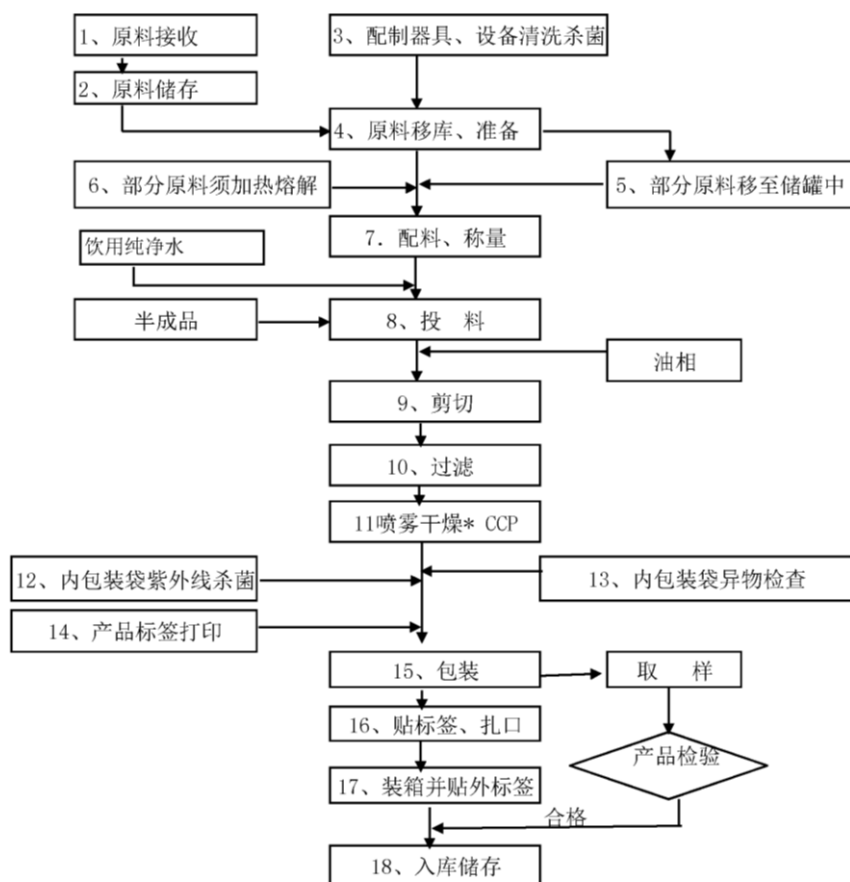 1、原料接收
3、配制器具、设备清洗杀菌
2、原料储存
4、原料移库、准备
6、部分原料须加热熔解
5、部分原料移至储罐中
7．配料、称量
饮用纯净水
半成品
8、投 料
油相
9、剪切
10、过滤
11喷雾干燥* CCP
12、内包装袋紫外线杀菌
13、内包装袋异物检查
14、产品标签打印
15、包装
取 样
16、贴标签、扎口
产品检验
17、装箱并贴外标签
合格
18、入库储存